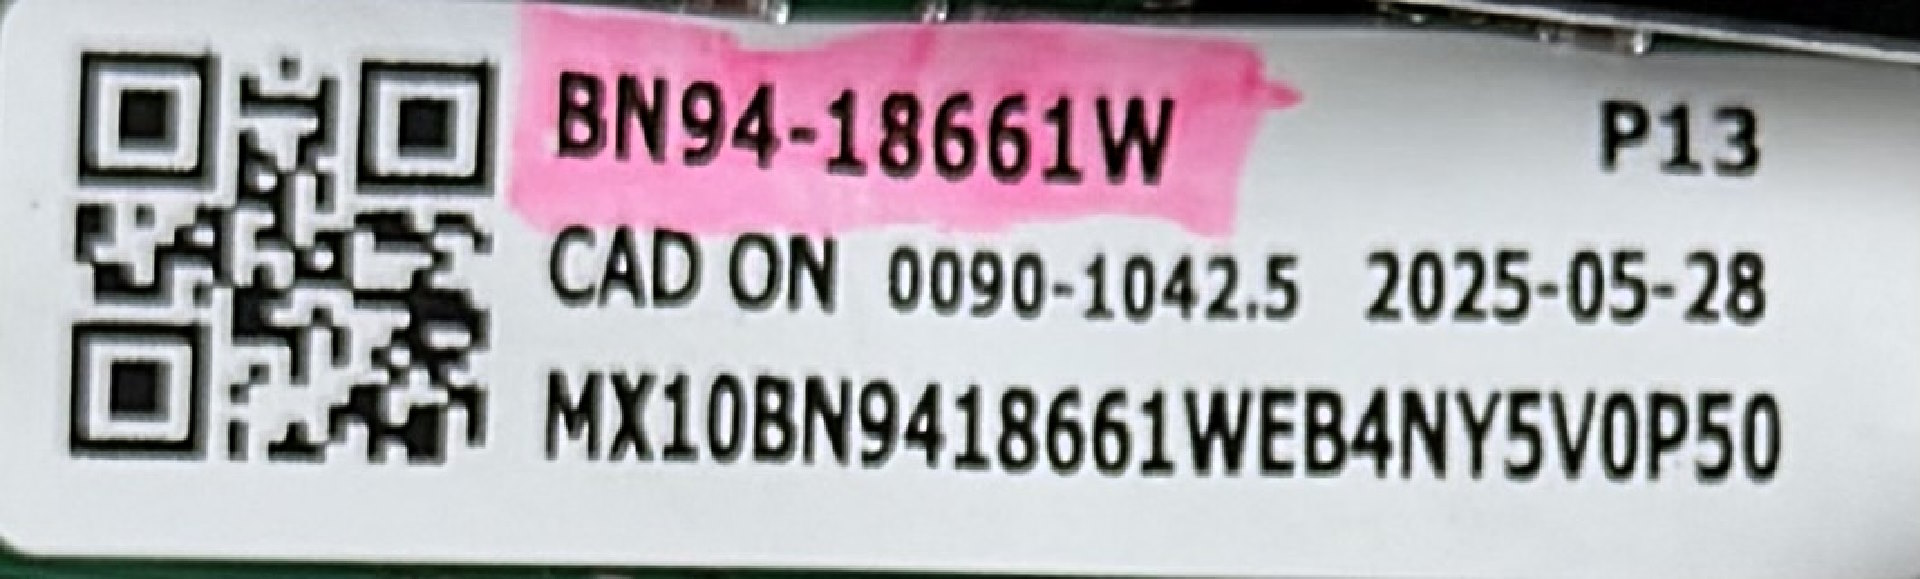 BN94-18661W P13
CAD ON 0090-1042.5 2025-05-28
MX10BN9418661WEB4NY5V0P50